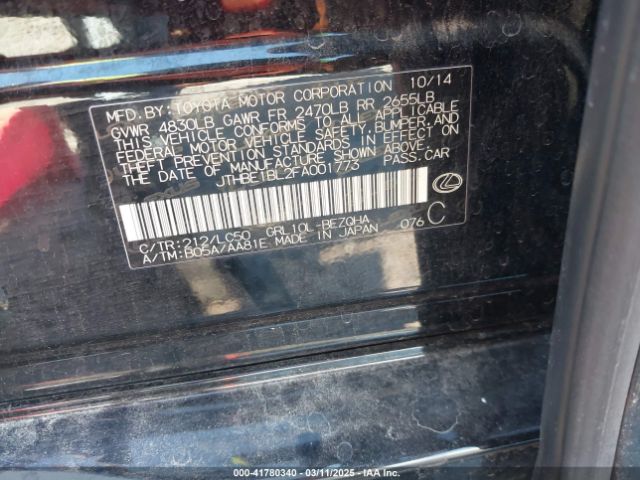 MFD. BY: TOYOTA MOTOR CORPORATION 10/14
GVWR 4830LB GAWR FR 2470LB RR 2655LB
THIS VEHICLE CONFORMS TO ALL APPLICABLE
FEDERAL MOTOR VEHICLE SAFETY, BUMPER, AND
THEFT PREVENTION STANDARDS IN EFFECT ON
THE DATE OF MANUFACTURE SHOWN ABOVE.
JTHBE1BL2FA001773 PASS.CAR
C/TR: 212/LC50 GRL10L-BEZQHA 076 C
A/TM: B05A/AA81E MADE IN JAPAN
000-41780340 - 03/11/2025 - IAA Inc.